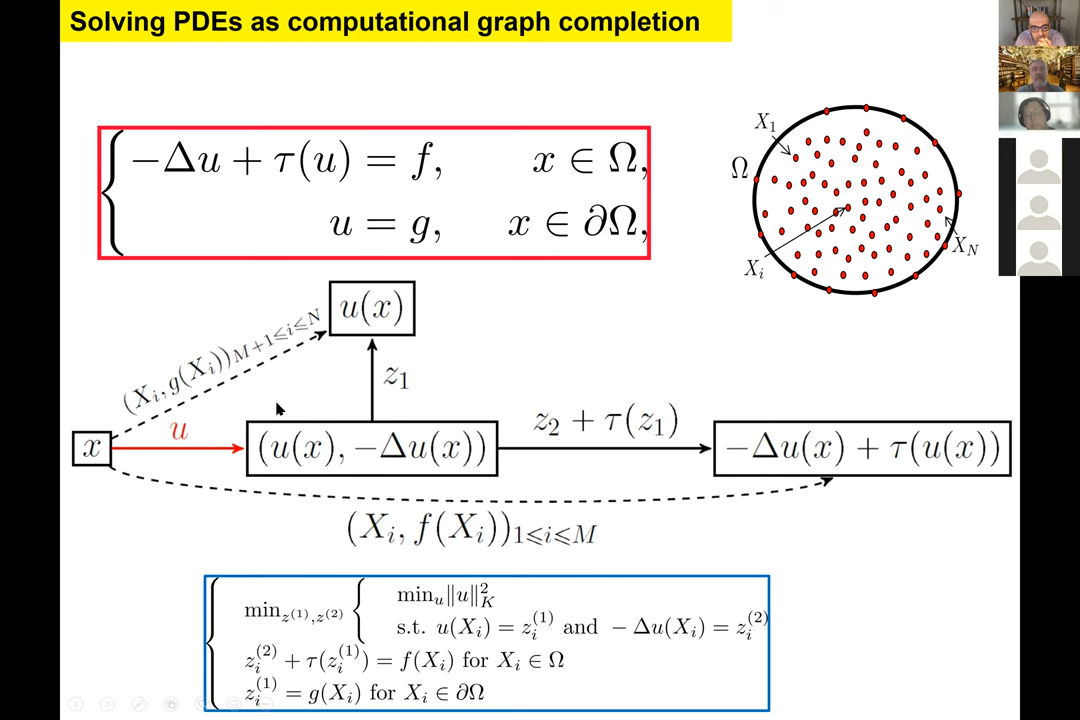 Solving PDEs as computational graph completion
−Δu + τ(u) = f, x ∈ Ω,
u = g, x ∈ ∂Ω,
X_1
Ω
X_i
X_N
u(x)
(X_i, g(X_i))_{M+1⩽i⩽N}
z_1
x
u
(u(x), −Δu(x))
z_2 + τ(z_1)
−Δu(x) + τ(u(x))
(X_i, f(X_i))_{1⩽i⩽M}
min_{z^{(1)}, z^{(2)}} { min_u ‖u‖_K^2
s.t. u(X_i) = z_i^{(1)} and − Δu(X_i) = z_i^{(2)}
z_i^{(2)} + τ(z_i^{(1)}) = f(X_i) for X_i ∈ Ω
z_i^{(1)} = g(X_i) for X_i ∈ ∂Ω